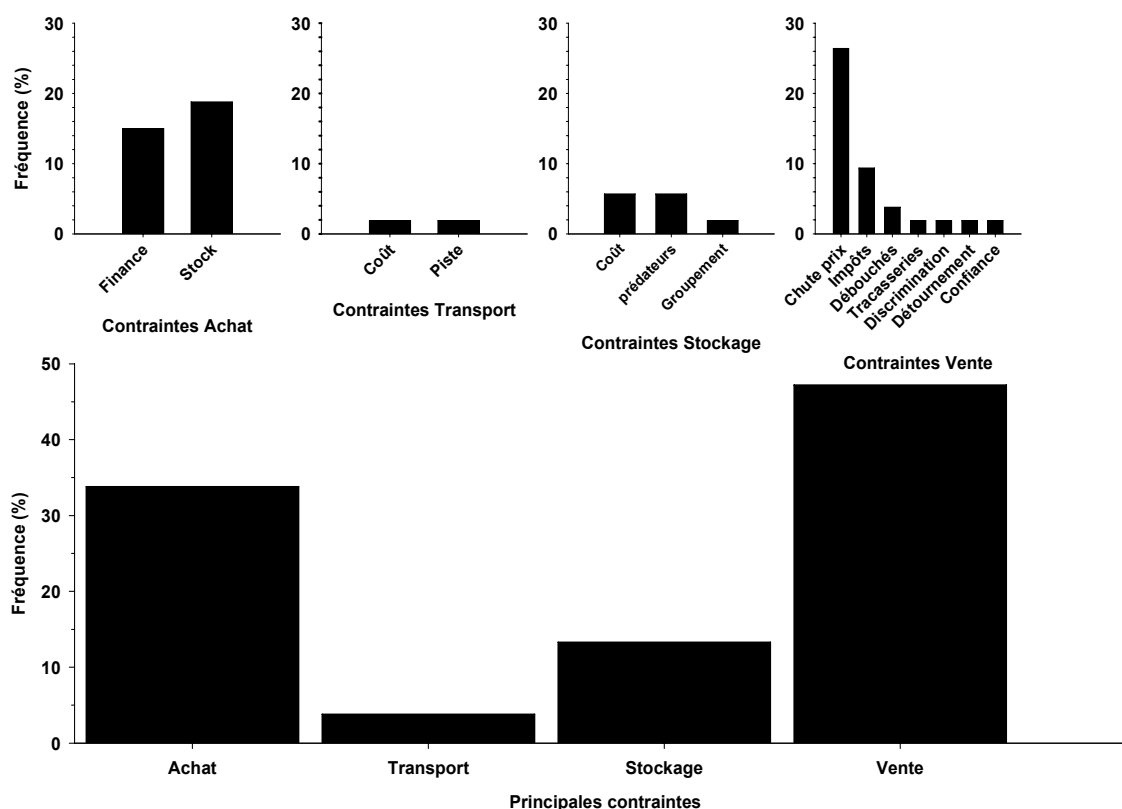 Fréquence (%)
30
20
10
0
Finance
Stock
Contraintes Achat
30
20
10
0
Coût
Piste
Contraintes Transport
30
20
10
0
Coût
prédateurs
Groupement
Contraintes Stockage
30
20
10
0
Chute prix
Impôts
Débouchés
Tracasseries
Discrimination
Détournement
Confiance
Contraintes Vente
Fréquence (%)
50
40
30
20
10
0
Achat
Transport
Stockage
Vente
Principales contraintes